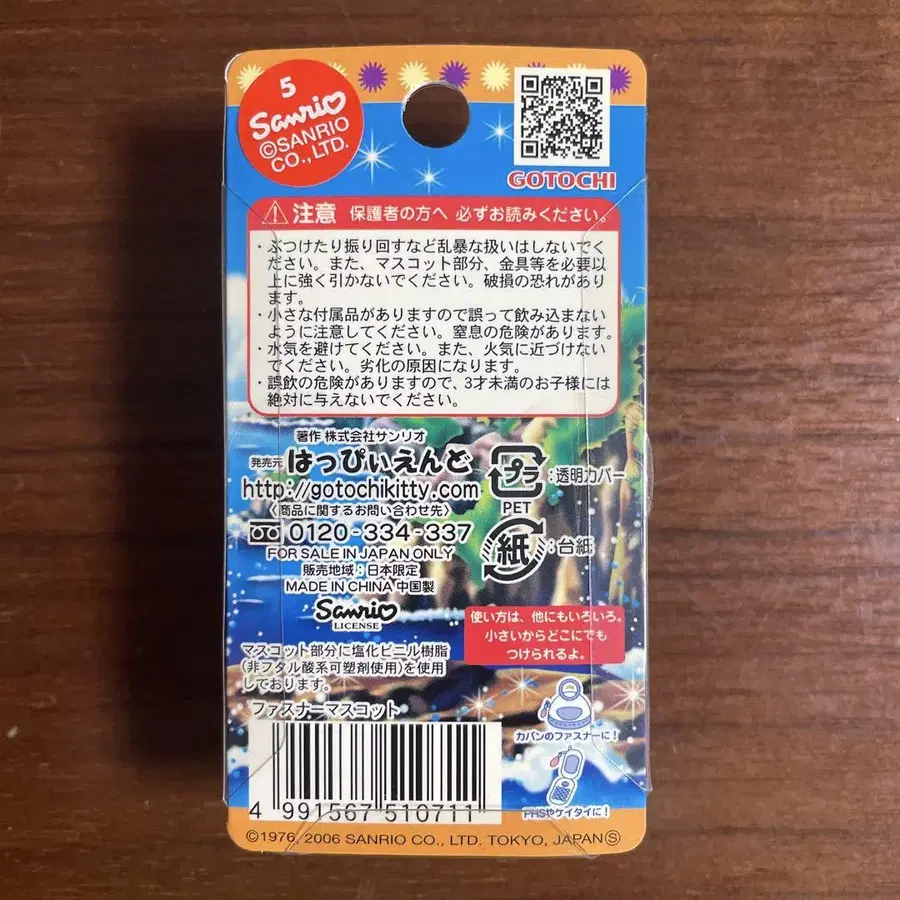 5
Sanrio
©SANRIO
CO.,LTD.
GOTOCHI
注意 保護者の方へ 必ずお読みください。
・ぶつけたり振り回すなど乱暴な扱いはしないでく
ださい。また、マスコット部分、金具等を必要以
上に強く引かないでください。破損の恐れがあり
ます。
・小さな付属品がありますので誤って飲み込まない
ように注意してください。窒息の危険があります。
・水気を避けてください。また、火気に近づけない
でください。劣化の原因になります。
・誤飲の危険がありますので、3才未満のお子様には
絶対に与えないでください。
著作 株式会社サンリオ
発売元 はっぴぃえんど
http://gotochikitty.com
〈商品に関するお問い合わせ先〉
0120-334-337
FOR SALE IN JAPAN ONLY
販売地域：日本限定
MADE IN CHINA 中国製
Sanrio
LICENSE
プラ：透明カバー
PET
紙：台紙
使い方は、他にもいろいろ。
小さいからどこにでも
つけられるよ。
マスコット部分に塩化ビニル樹脂
(非フタル酸系可塑剤使用)を使用
しております。
ファスナーマスコット
カバンのファスナーに！
PHSやケイタイに！
4 991567 510711
©1976, 2006 SANRIO CO., LTD. TOKYO, JAPAN Ⓢ